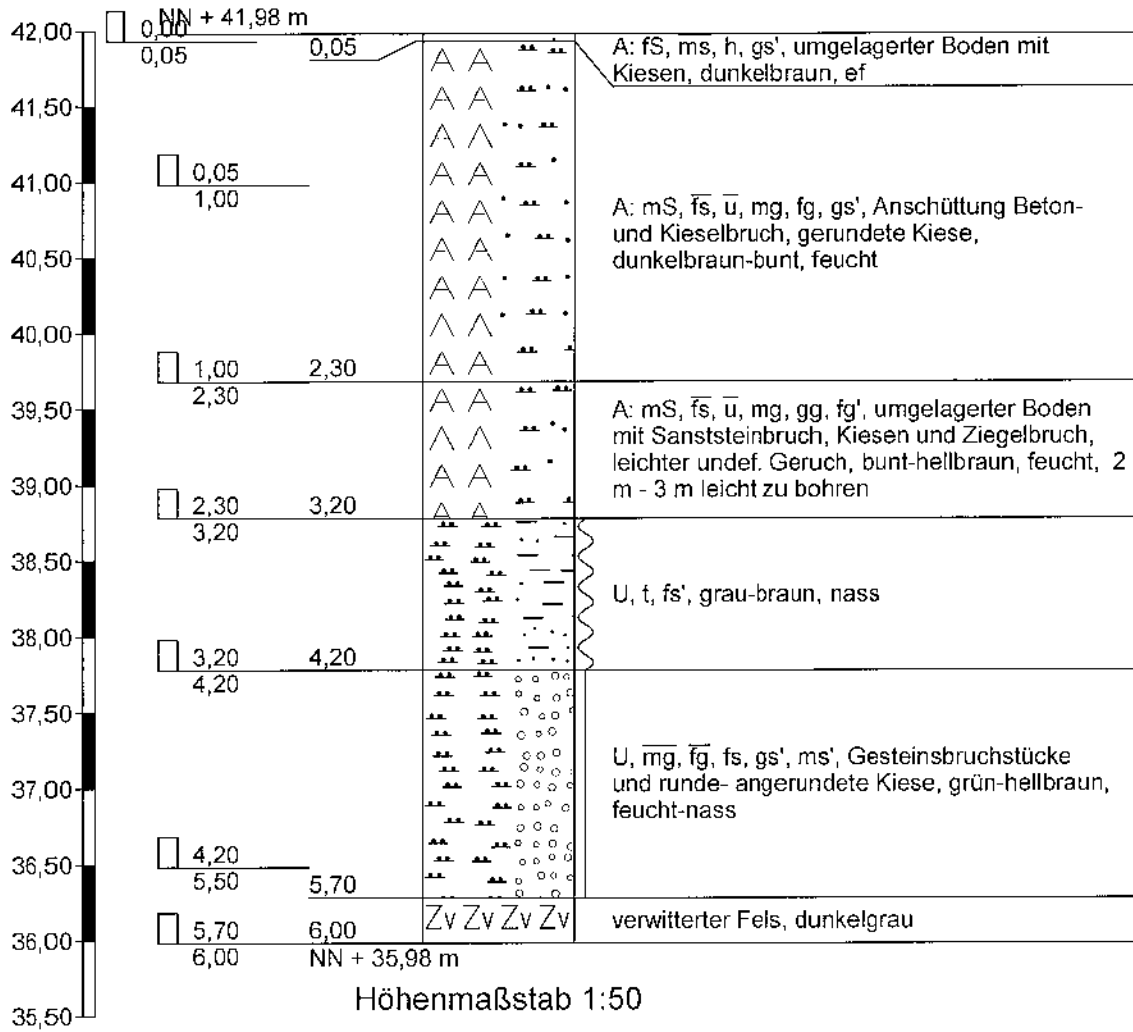 NN + 41,98 m
42,00
0,00
0,05
0,05
A: fS, ms, h, gs', umgelagerter Boden mit
Kiesen, dunkelbraun, ef
41,50
41,00
0,05
1,00
A: mS, f̅s̅, u̅, mg, fg, gs', Anschüttung Beton-
und Kieselbruch, gerundete Kiese,
dunkelbraun-bunt, feucht
40,50
40,00
1,00
2,30
2,30
39,50
A: mS, f̅s̅, u̅, mg, gg, fg', umgelagerter Boden
mit Sanststeinbruch, Kiesen und Ziegelbruch,
leichter undef. Geruch, bunt-hellbraun, feucht, 2
m - 3 m leicht zu bohren
39,00
2,30
3,20
3,20
38,50
U, t, fs', grau-braun, nass
38,00
3,20
4,20
4,20
37,50
U, m̅g̅, f̅g̅, fs, gs', ms', Gesteinsbruchstücke
und runde- angerundete Kiese, grün-hellbraun,
feucht-nass
37,00
36,50
4,20
5,50
5,70
A A
Zv Zv Zv Zv
verwitterter Fels, dunkelgrau
36,00
5,70
6,00
6,00
NN + 35,98 m
35,50
Höhenmaßstab 1:50